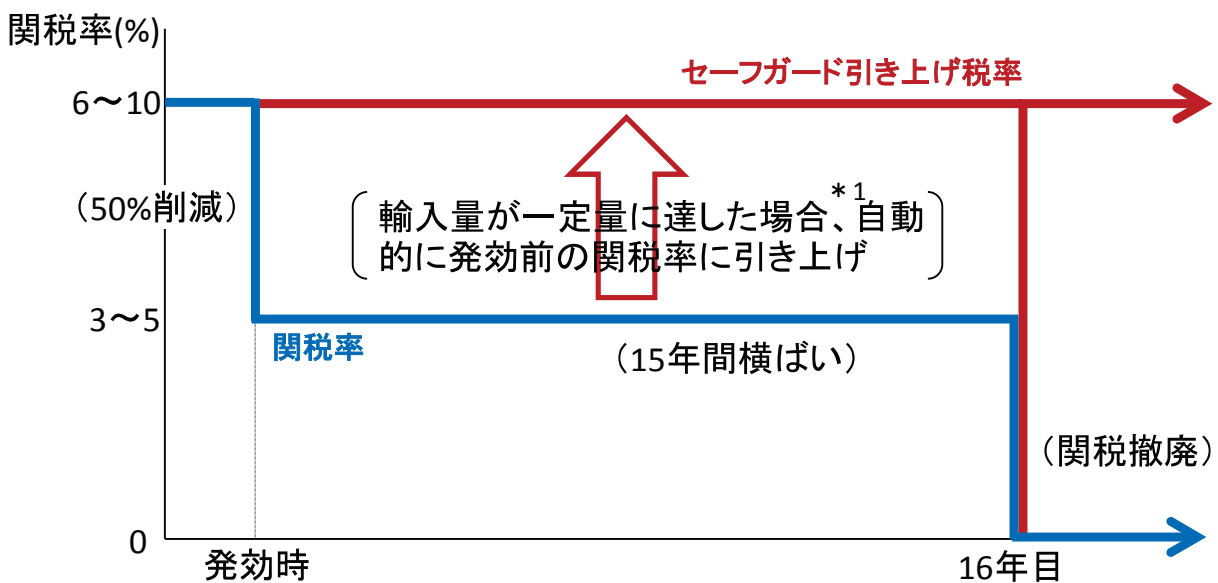 関税率(%)
セーフガード引き上げ税率
6～10
（50%削減）
輸入量が一定量に達した場合、*1自動
的に発効前の関税率に引き上げ
3～5
関税率
（15年間横ばい）
（関税撤廃）
0
発効時
16年目